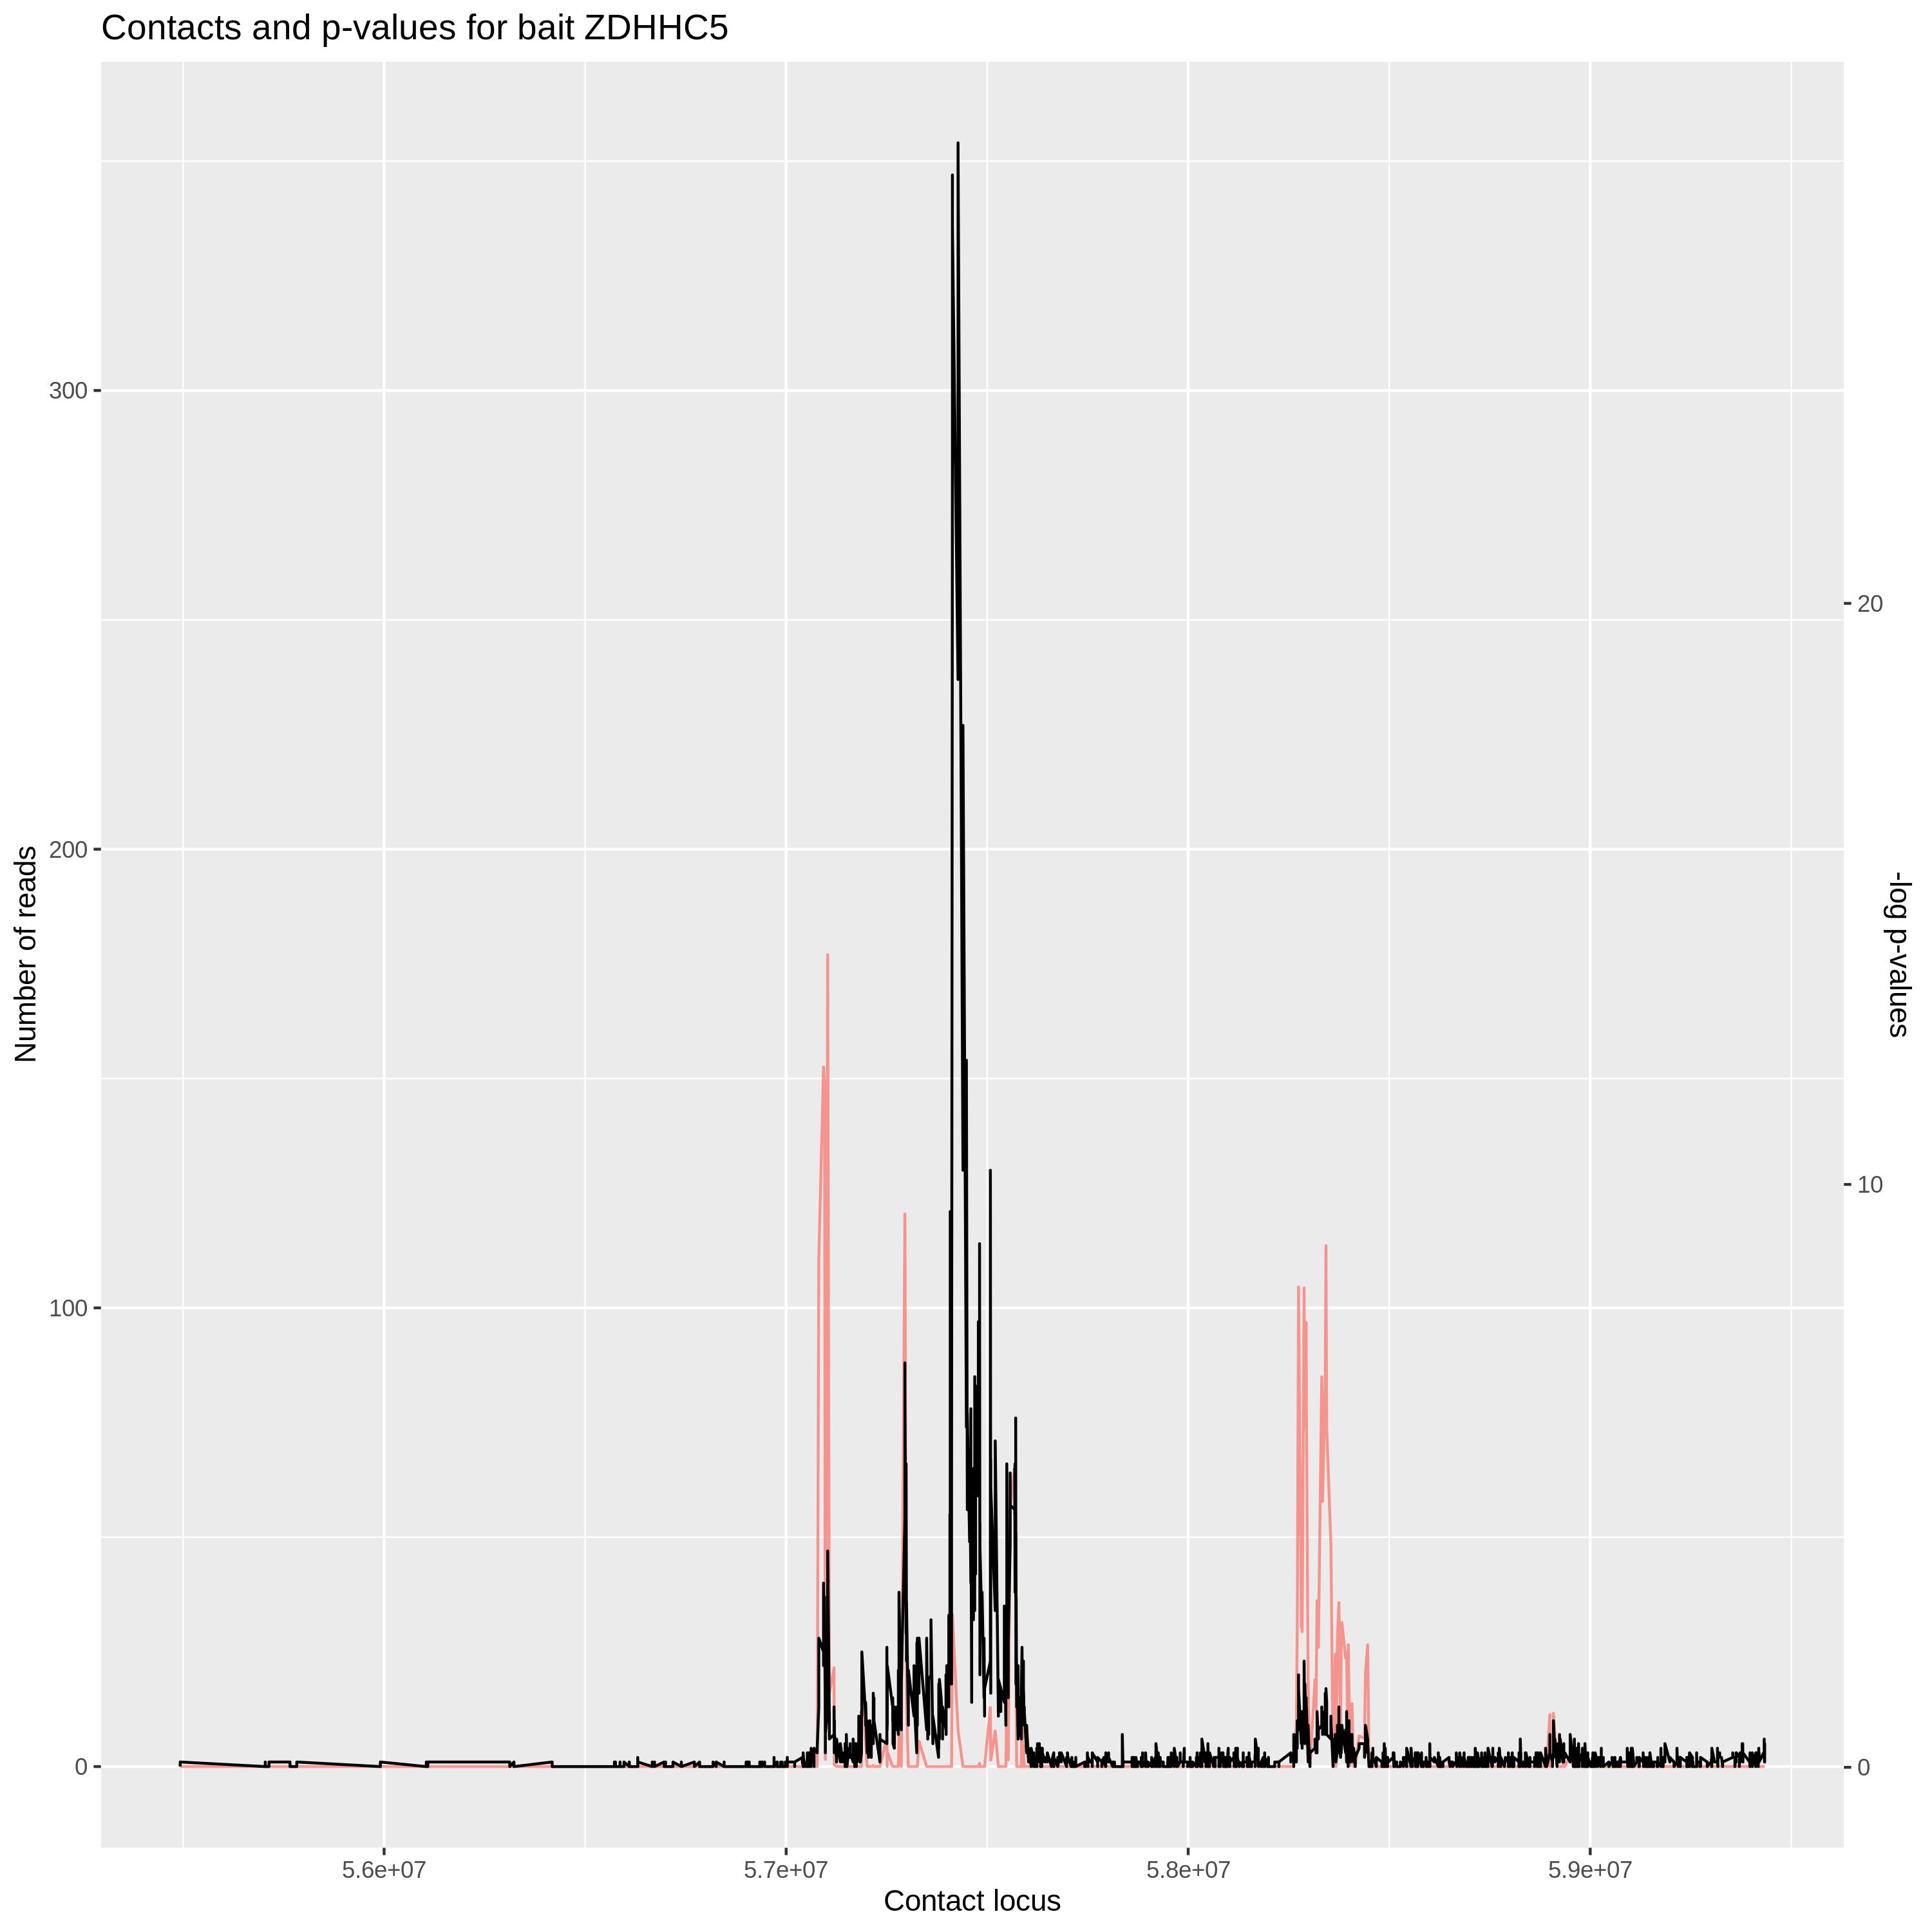 Contacts and p-values for bait ZDHHC5
Number of reads
300
200
100
0
-log p-values
20
10
0
5.6e+07 5.7e+07 5.8e+07 5.9e+07
Contact locus